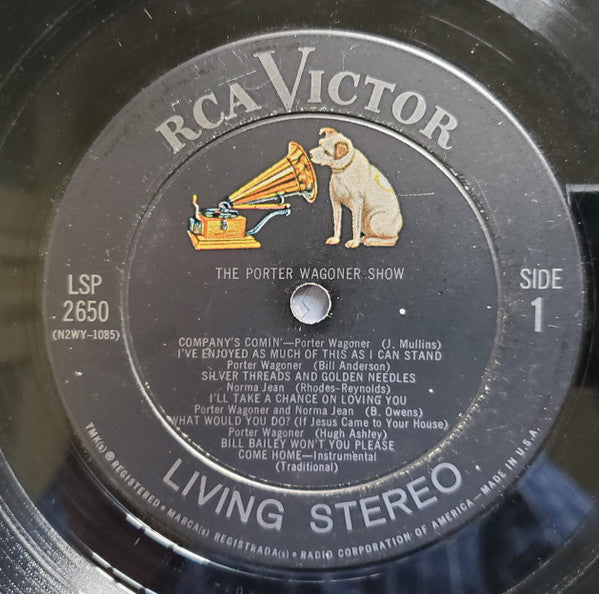 RCA VICTOR
THE PORTER WAGONER SHOW
LSP
2650
(N2WY-1085)
SIDE
1
COMPANY'S COMIN'—Porter Wagoner (J. Mullins)
I'VE ENJOYED AS MUCH OF THIS AS I CAN STAND
Porter Wagoner (Bill Anderson)
SILVER THREADS AND GOLDEN NEEDLES
Norma Jean (Rhodes-Reynolds)
I'LL TAKE A CHANCE ON LOVING YOU
Porter Wagoner and Norma Jean (B. Owens)
WHAT WOULD YOU DO? (If Jesus Came to Your House)
Porter Wagoner (Hugh Ashley)
BILL BAILEY WON'T YOU PLEASE
COME HOME—Instrumental
(Traditional)
LIVING STEREO
TMK(s) ® REGISTERED • MARCA(s) REGISTRADA(s) • RADIO CORPORATION OF AMERICA—MADE IN U.S.A.